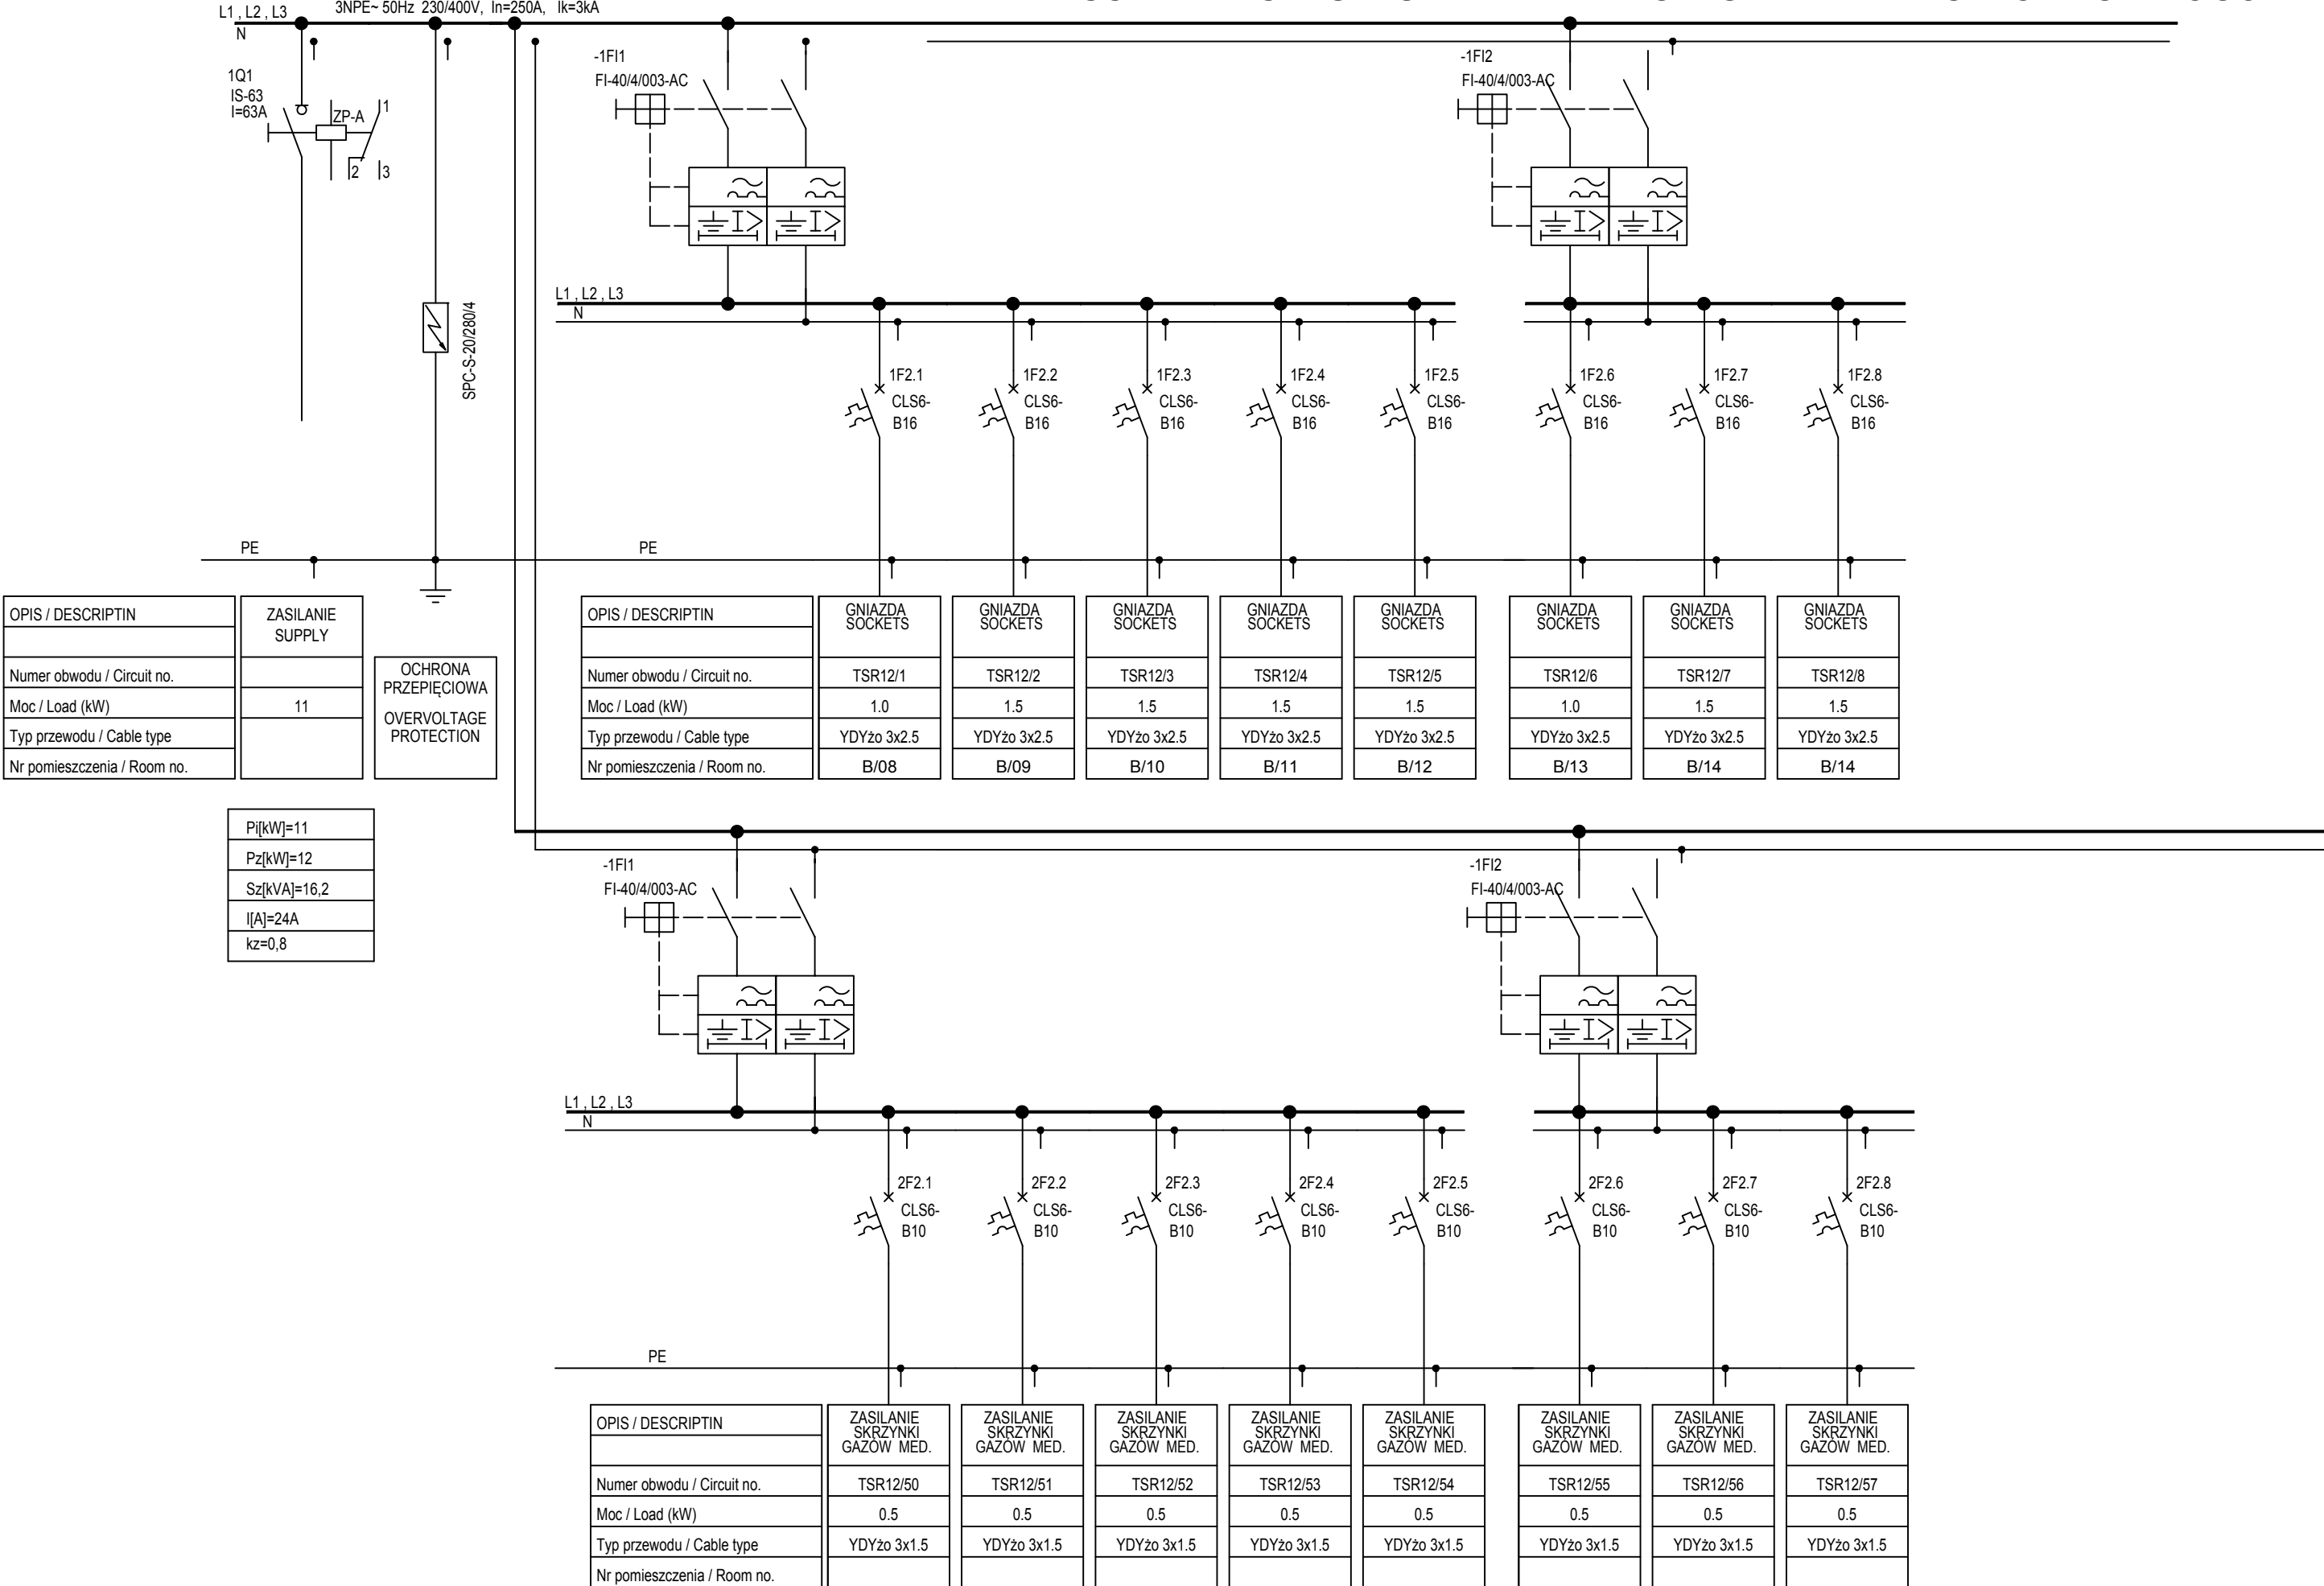 3NPE~ 50Hz 230/400V, In=250A, Ik=3kA
L1 , L2 , L3
N
1Q1
IS-63
I=63A
ZP-A
1
2
3
SPC-S-20/280/4
-1FI1
FI-40/4/003-AC
-1FI2
FI-40/4/003-AC
L1 , L2 , L3
N
1F2.1
CLS6-
B16
1F2.2
CLS6-
B16
1F2.3
CLS6-
B16
1F2.4
CLS6-
B16
1F2.5
CLS6-
B16
1F2.6
CLS6-
B16
1F2.7
CLS6-
B16
1F2.8
CLS6-
B16
PE
PE
OPIS / DESCRIPTIN
ZASILANIE
SUPPLY
Numer obwodu / Circuit no.
Moc / Load (kW)
11
Typ przewodu / Cable type
Nr pomieszczenia / Room no.
OCHRONA
PRZEPIĘCIOWA
OVERVOLTAGE
PROTECTION
OPIS / DESCRIPTIN
GNIAZDA
SOCKETS
GNIAZDA
SOCKETS
GNIAZDA
SOCKETS
GNIAZDA
SOCKETS
GNIAZDA
SOCKETS
GNIAZDA
SOCKETS
GNIAZDA
SOCKETS
GNIAZDA
SOCKETS
Numer obwodu / Circuit no. TSR12/1 TSR12/2 TSR12/3 TSR12/4 TSR12/5 TSR12/6 TSR12/7 TSR12/8
Moc / Load (kW) 1.0 1.5 1.5 1.5 1.5 1.0 1.5 1.5
Typ przewodu / Cable type YDYżo 3x2.5 YDYżo 3x2.5 YDYżo 3x2.5 YDYżo 3x2.5 YDYżo 3x2.5 YDYżo 3x2.5 YDYżo 3x2.5 YDYżo 3x2.5
Nr pomieszczenia / Room no. B/08 B/09 B/10 B/11 B/12 B/13 B/14 B/14
Pi[kW]=11
Pz[kW]=12
Sz[kVA]=16,2
I[A]=24A
kz=0,8
-1FI1
FI-40/4/003-AC
-1FI2
FI-40/4/003-AC
L1 , L2 , L3
N
2F2.1
CLS6-
B10
2F2.2
CLS6-
B10
2F2.3
CLS6-
B10
2F2.4
CLS6-
B10
2F2.5
CLS6-
B10
2F2.6
CLS6-
B10
2F2.7
CLS6-
B10
2F2.8
CLS6-
B10
PE
OPIS / DESCRIPTIN
ZASILANIE
SKRZYNKI
GAZÓW MED.
ZASILANIE
SKRZYNKI
GAZÓW MED.
ZASILANIE
SKRZYNKI
GAZÓW MED.
ZASILANIE
SKRZYNKI
GAZÓW MED.
ZASILANIE
SKRZYNKI
GAZÓW MED.
ZASILANIE
SKRZYNKI
GAZÓW MED.
ZASILANIE
SKRZYNKI
GAZÓW MED.
ZASILANIE
SKRZYNKI
GAZÓW MED.
Numer obwodu / Circuit no. TSR12/50 TSR12/51 TSR12/52 TSR12/53 TSR12/54 TSR12/55 TSR12/56 TSR12/57
Moc / Load (kW) 0.5 0.5 0.5 0.5 0.5 0.5 0.5 0.5
Typ przewodu / Cable type YDYżo 3x1.5 YDYżo 3x1.5 YDYżo 3x1.5 YDYżo 3x1.5 YDYżo 3x1.5 YDYżo 3x1.5 YDYżo 3x1.5 YDYżo 3x1.5
Nr pomieszczenia / Room no.